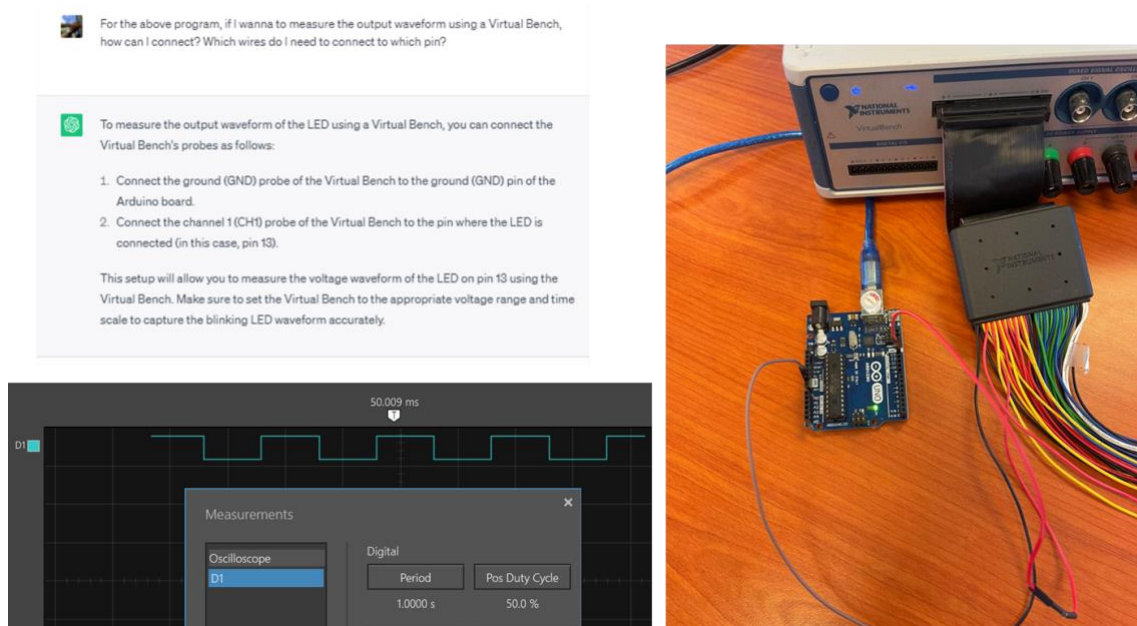 For the above program, if I wanna to measure the output waveform using a Virtual Bench,
how can I connect? Which wires do I need to connect to which pin?
To measure the output waveform of the LED using a Virtual Bench, you can connect the
Virtual Bench's probes as follows:
1. Connect the ground (GND) probe of the Virtual Bench to the ground (GND) pin of the
Arduino board.
2. Connect the channel 1 (CH1) probe of the Virtual Bench to the pin where the LED is
connected (in this case, pin 13).
This setup will allow you to measure the voltage waveform of the LED on pin 13 using the
Virtual Bench. Make sure to set the Virtual Bench to the appropriate voltage range and time
scale to capture the blinking LED waveform accurately.
50.009 ms
T
D1
Measurements
×
Oscilloscope
D1
Digital
Period
Pos Duty Cycle
1.0000 s
50.0 %
MIXED SIGNAL
CH 1
NATIONAL
INSTRUMENTS
VirtualBench
DIGITAL I/O
NATIONAL
INSTRUMENTS
ARDUINO
UNO